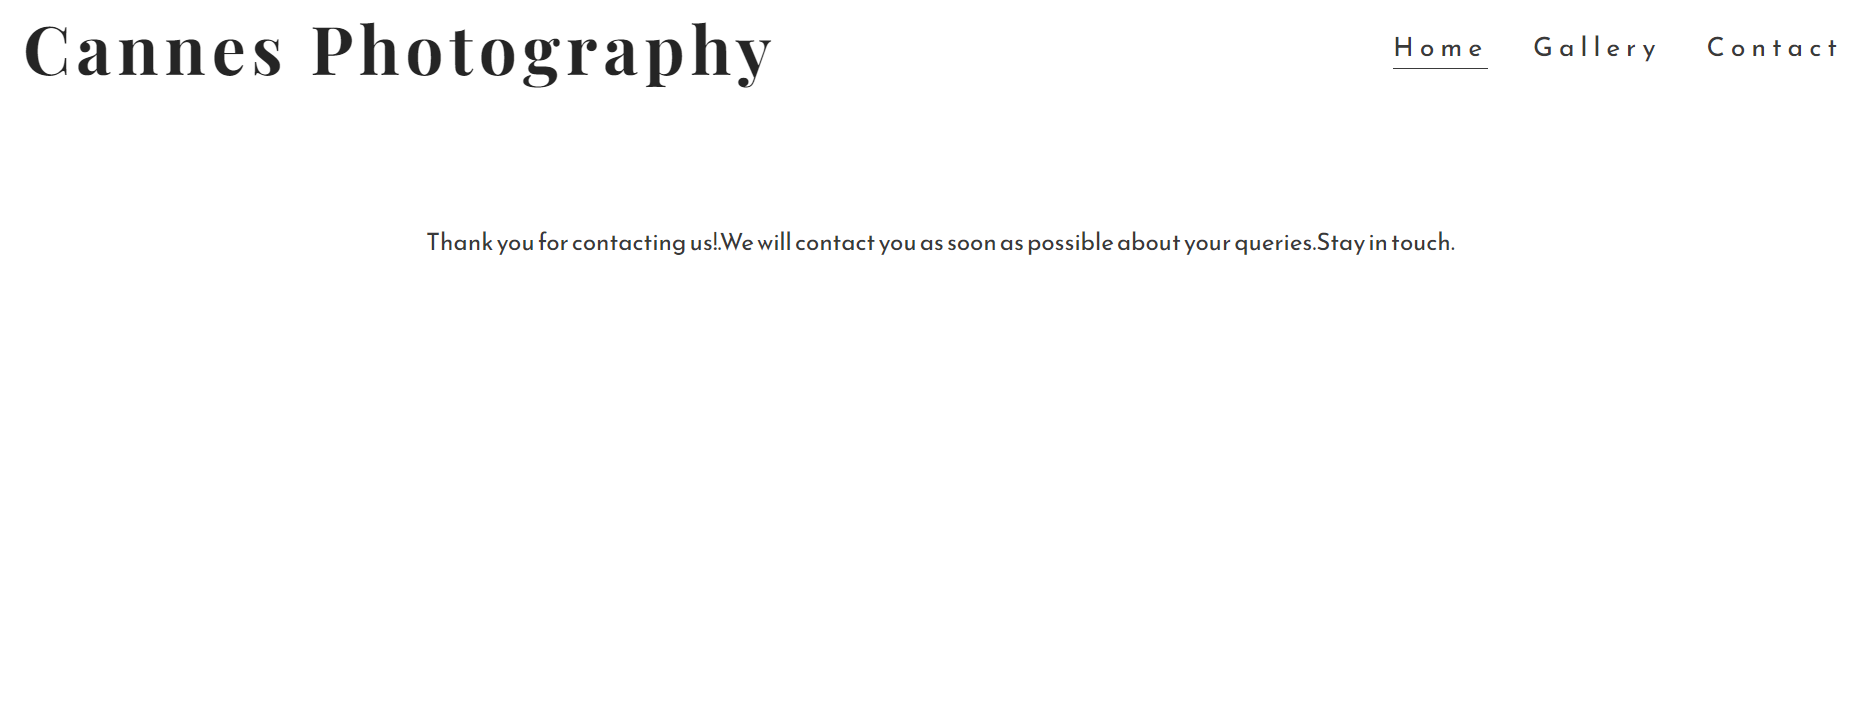 Cannes Photography
Home Gallery Contact
Thank you for contacting us!.We will contact you as soon as possible about your queries.Stay in touch.